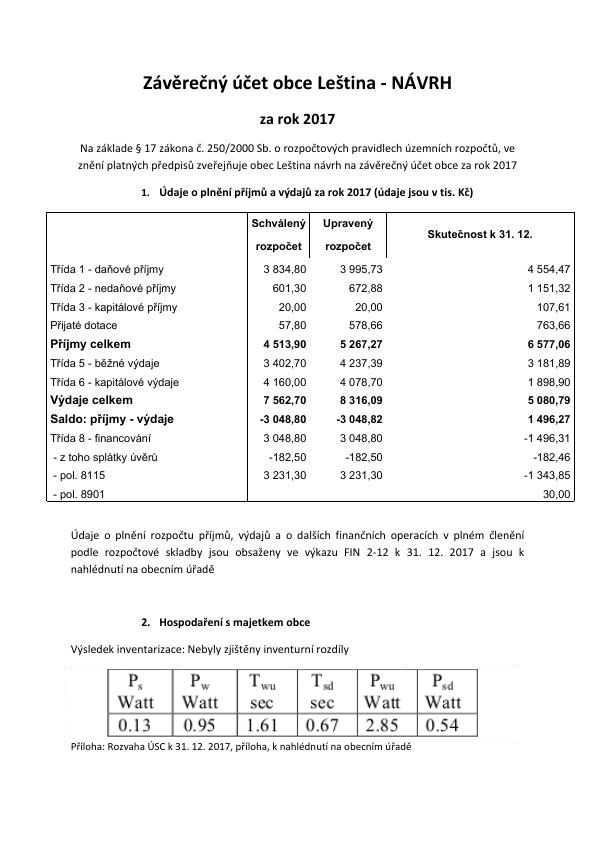 Závěrečný účet obce Leština - NÁVRH
za rok 2017
Na základe § 17 zákona č. 250/2000 Sb. o rozpočtových pravidlech územních rozpočtů, ve
znění platných předpisů zveřejňuje obec Leština návrh na závěrečný účet obce za rok 2017
1. Údaje o plnění příjmů a výdajů za rok 2017 (údaje jsou v tis. Kč)
Schválený rozpočet Upravený rozpočet Skutečnost k 31. 12.
Třída 1 - daňové příjmy 3 834,80 3 995,73 4 554,47
Třída 2 - nedaňové příjmy 601,30 672,88 1 151,32
Třída 3 - kapitálové příjmy 20,00 20,00 107,61
Přijaté dotace 57,80 578,66 763,66
Příjmy celkem 4 513,90 5 267,27 6 577,06
Třída 5 - běžné výdaje 3 402,70 4 237,39 3 181,89
Třída 6 - kapitálové výdaje 4 160,00 4 078,70 1 898,90
Výdaje celkem 7 562,70 8 316,09 5 080,79
Saldo: příjmy - výdaje -3 048,80 -3 048,82 1 496,27
Třída 8 - financování 3 048,80 3 048,80 -1 496,31
- z toho splátky úvěrů -182,50 -182,50 -182,46
- pol. 8115 3 231,30 3 231,30 -1 343,85
- pol. 8901 30,00
Údaje o plnění rozpočtu příjmů, výdajů a o dalších finančních operacích v plném členění
podle rozpočtové skladby jsou obsaženy ve výkazu FIN 2-12 k 31. 12. 2017 a jsou k
nahlédnutí na obecním úřadě
2. Hospodaření s majetkem obce
Výsledek inventarizace: Nebyly zjištěny inventurní rozdíly
Ps Pw Twu Tsd Pwu Psd
Watt Watt sec sec Watt Watt
0.13 0.95 1.61 0.67 2.85 0.54
Příloha: Rozvaha ÚSC k 31. 12. 2017, příloha, k nahlédnutí na obecním úřadě